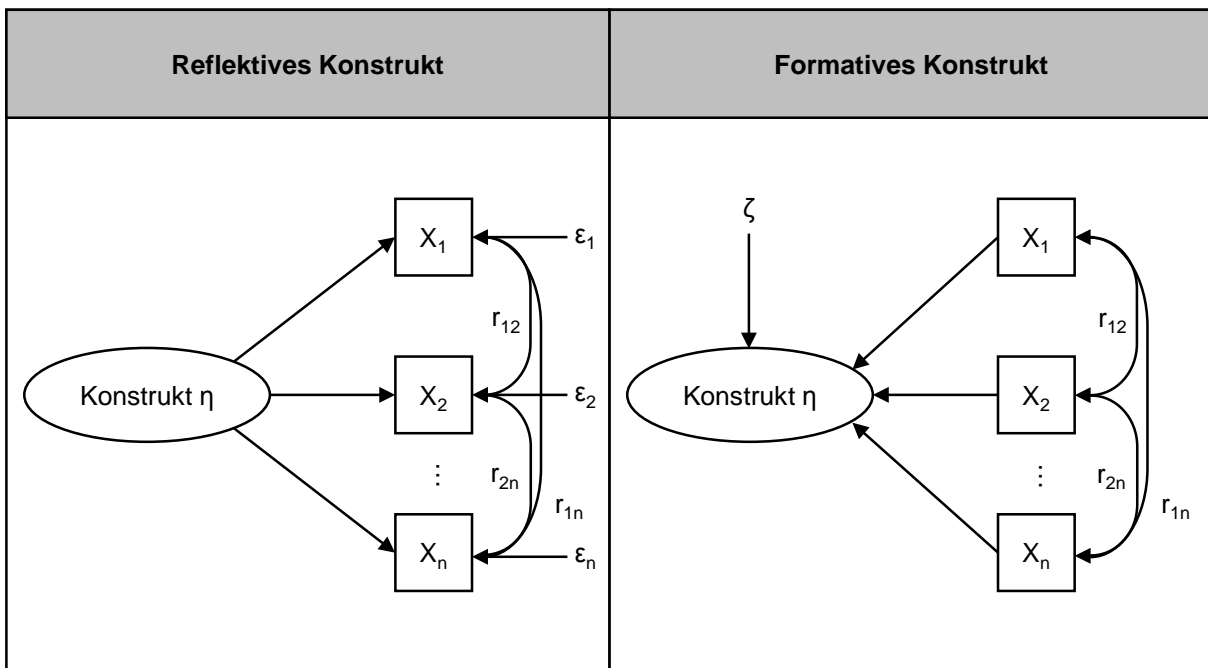 Reflektives Konstrukt
Formatives Konstrukt
X₁
ε₁
r₁₂
Konstrukt η
X₂
ε₂
⋮
r₂ₙ
r₁ₙ
Xₙ
εₙ
ζ
X₁
r₁₂
Konstrukt η
X₂
⋮
r₂ₙ
r₁ₙ
Xₙ